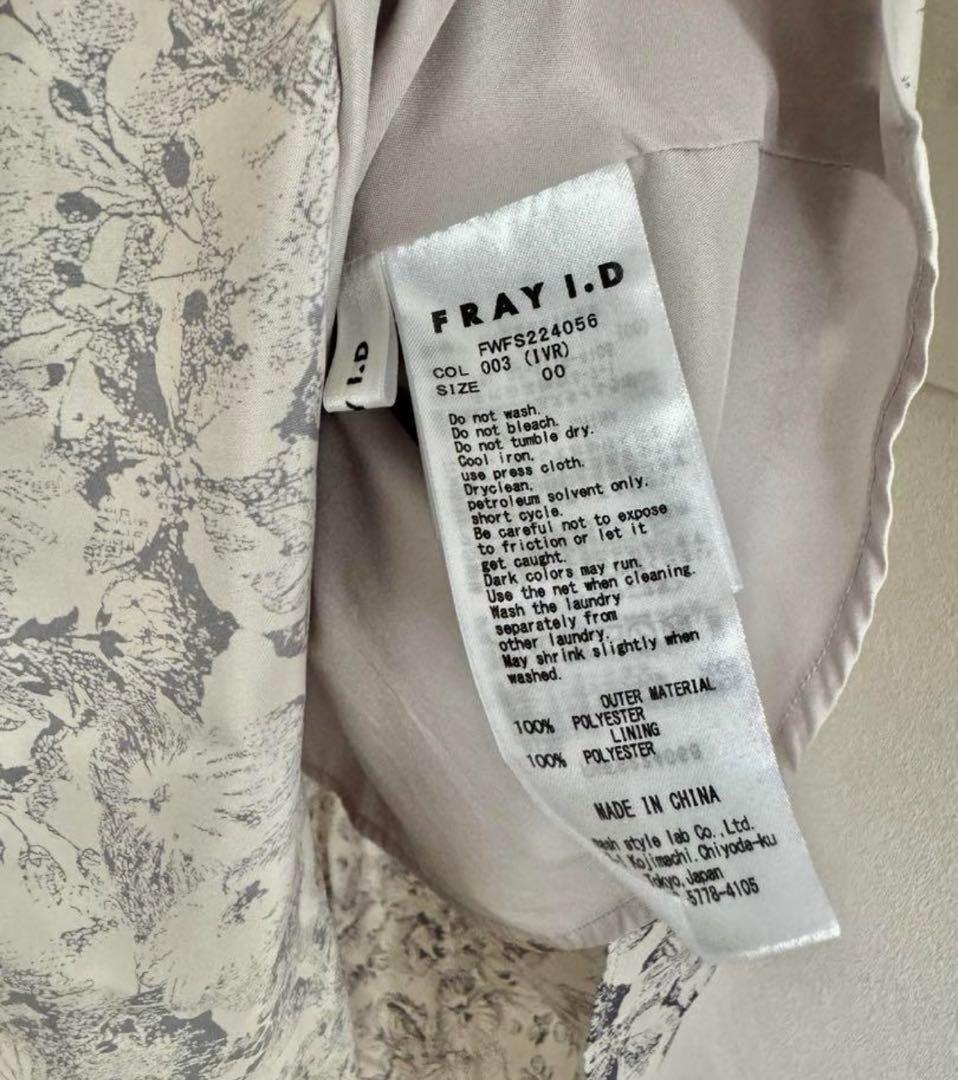 I.D
FRAY I.D
FWFS224056
COL 003 (IVR)
SIZE 00
Do not wash.
Do not bleach.
Do not tumble dry.
Cool iron,
use press cloth.
Dryclean,
petroleum solvent only,
short cycle.
Be careful not to expose
to friction or let it
get caught.
Dark colors may run.
Use the net when cleaning.
Wash the laundry
separately from
other laundry.
May shrink slightly when
washed.
OUTER MATERIAL
100% POLYESTER
LINING
100% POLYESTER
MADE IN CHINA
style lab Co.,Ltd.
Kojimachi,Chiyoda-ku
Tokyo,Japan
5778-4105